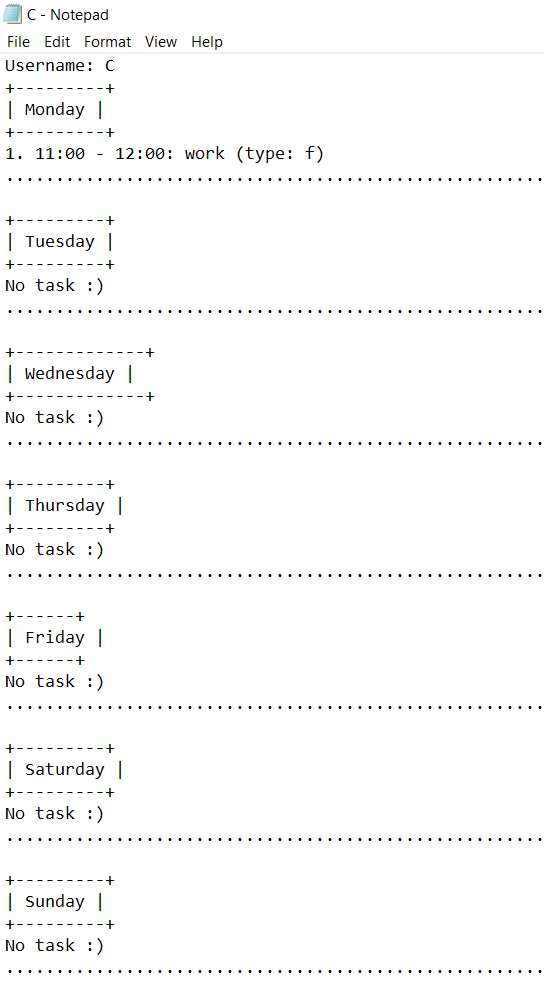 C - Notepad
File Edit Format View Help
Username: C
+---------+
| Monday |
+---------+
1. 11:00 - 12:00: work (type: f)
......................................................
+---------+
| Tuesday |
+---------+
No task :)
......................................................
+-------------+
| Wednesday |
+-------------+
No task :)
......................................................
+---------+
| Thursday |
+---------+
No task :)
......................................................
+------+
| Friday |
+------+
No task :)
......................................................
+---------+
| Saturday |
+---------+
No task :)
......................................................
+---------+
| Sunday |
+---------+
No task :)
......................................................